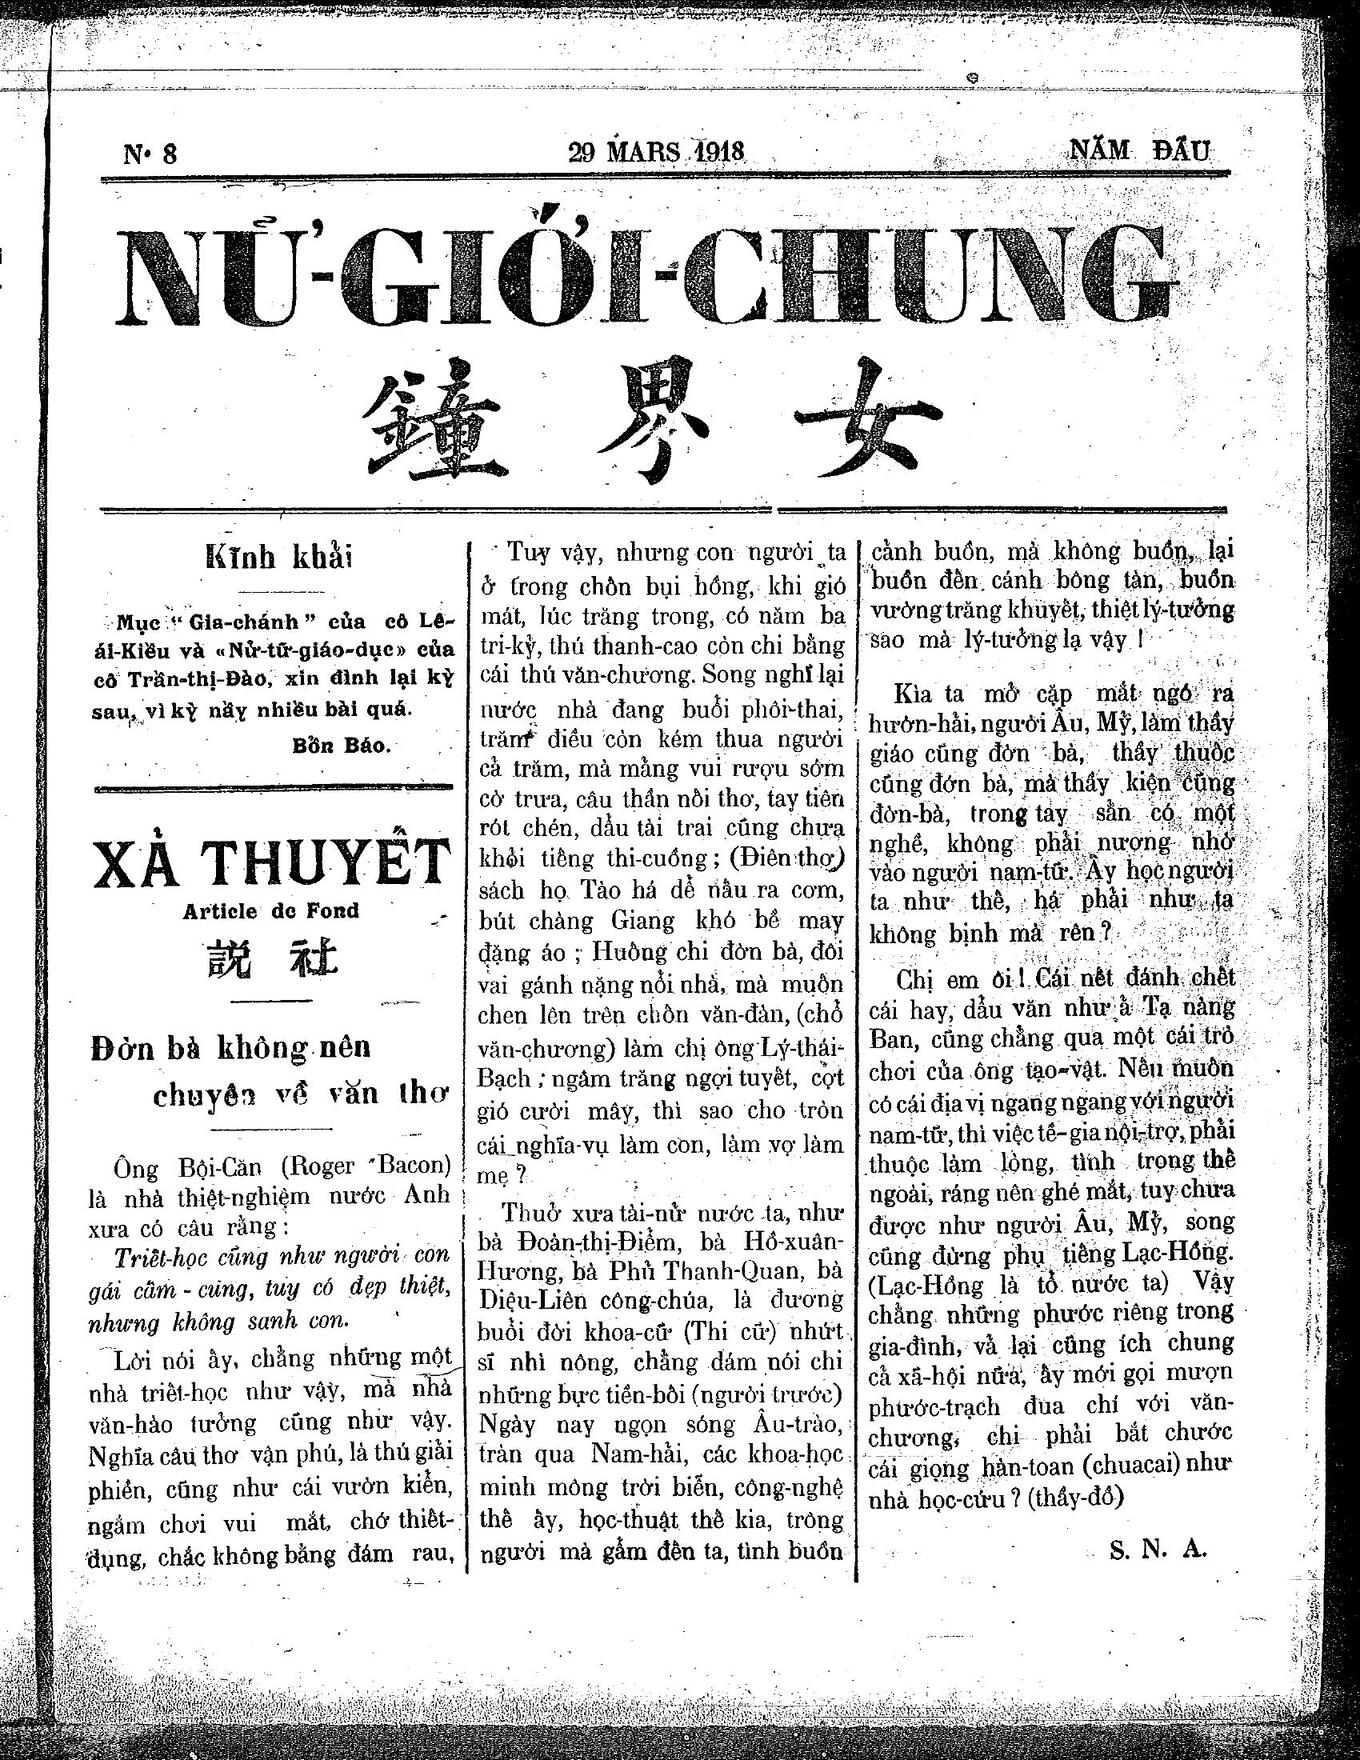 N• 8
29 MARS 1918
NĂM ĐẦU
NỬ-GIỚI-CHUNG
鐘 界 女
Kỉnh khải
Mục “ Gia-chánh ” của cô Lê-
ái-Kiều và «Nử-tữ-giáo-dục» của
cô Trần-thị-Đào, xin đình lại kỳ
sau, vì kỳ nầy nhiều bài quá.
Bổn Báo.
XẢ THUYẾT
Article de Fond
説 社
Đờn bà không nên
chuyên về văn thơ
Ông Bội-Căn (Roger Bacon)
là nhà thiệt-nghiệm nước Anh
xưa có câu rằng :
Triết-học cũng như người con
gái cấm-cung, tuy có đẹp thiệt,
nhưng không sanh con.
Lời nói ấy, chẳng những một
nhà triết-học như vậy, mà nhà
văn-hào tưởng cũng như vậy.
Nghĩa câu thơ vận phú, là thú giải
phiền, cũng như cái vườn kiển,
ngắm chơi vui mắt, chớ thiết-
dụng, chắc không bằng đám rau,
Tuy vậy, nhưng con người ta
ở trong chốn bụi hồng, khi gió
mát, lúc trăng trong, có năm ba
tri-kỷ, thú thanh-cao còn chi bằng
cái thú văn-chương. Song nghĩ lại
nước nhà đang buổi phôi-thai,
trăm điều còn kém thua người
cả trăm, mà mảng vui rượu sớm
cờ trưa, câu thần nôi thơ, tay tiên
rót chén, dẩu tài trai cũng chưa
khỏi tiếng thi-cuồng ; (Điên thơ)
sách họ Tào há dể nấu ra cơm,
bút chàng Giang khó bề may
đặng áo ; Huống chi đờn bà, đôi
vai gánh nặng nổi nhà, mà muốn
chen lên trên chốn văn-đàn, (chổ
văn-chương) làm chị ông Lý-thái-
Bạch ; ngâm trăng ngợi tuyết, cợt
gió cười mây, thì sao cho tròn
cái nghĩa-vụ làm con, làm vợ làm
mẹ ?
Thuở xưa tài-nử nước ta, như
bà Đoàn-thị-Điểm, bà Hồ-xuân-
Hương, bà Phủ Thanh-Quan, bà
Diệu-Liên công-chúa, là đương
buổi đời khoa-cử (Thi cử) nhứt
sĩ nhì nông, chẳng dám nói chi
những bực tiền-bối (người trước)
Ngày nay ngọn sóng Âu-trào,
tràn qua Nam-hải, các khoa-học
minh mông trời biển, công-nghệ
thế ấy, học-thuật thế kia, trông
người mà gẩm đến ta, tình buồn
cảnh buồn, mà không buồn, lại
buồn đến cánh bông tàn, buồn
vường trăng khuyết, thiệt lý-tưởng
sao mà lý-tưởng lạ vậy !
Kìa ta mở cặp mắt ngó ra
hườn-hải, người Âu, Mỷ, làm thầy
giáo cũng đờn bà, thầy thuốc
cũng đờn bà, mà thầy kiện cũng
đờn-bà, trong tay sẳn có một
nghề, không phải nương nhờ
vào người nam-tử. Ấy học người
ta như thế, há phải như ta
không bịnh mà rên ?
Chị em ôi ! Cái nết đánh chết
cái hay, dẩu văn như ả Tạ nàng
Ban, cũng chẳng qua một cái trò
chơi của ông tạo-vật. Nếu muốn
có cái địa vị ngang ngang với người
nam-tử, thì việc tề-gia nội-trợ, phải
thuộc làm lòng, tình trong thế
ngoài, ráng nên ghé mắt, tuy chưa
được như người Âu, Mỷ, song
cũng đừng phụ tiếng Lạc-Hồng.
(Lạc-Hồng là tổ nước ta) Vậy
chẳng những phước riêng trong
gia-đình, vả lại cũng ích chung
cả xã-hội nữa, ấy mới gọi mượn
phước-trạch đua chí với văn-
chương, chi phải bắt chước
cái giọng hàn-toan (chuacai) như
nhà học-cứu ? (thầy-đồ)
S. N. A.